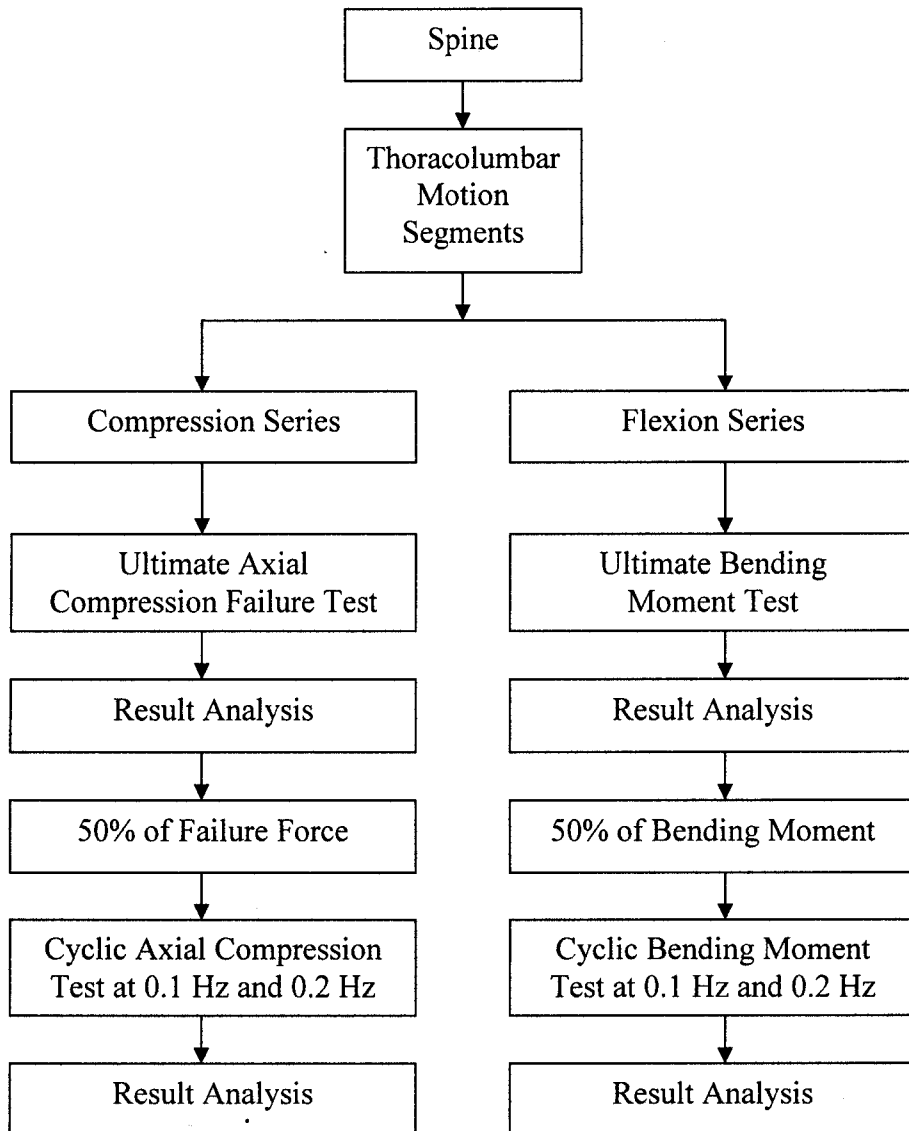 Spine
Thoracolumbar
Motion
Segments
Compression Series
Flexion Series
Ultimate Axial
Compression Failure Test
Ultimate Bending
Moment Test
Result Analysis
Result Analysis
50% of Failure Force
50% of Bending Moment
Cyclic Axial Compression
Test at 0.1 Hz and 0.2 Hz
Cyclic Bending Moment
Test at 0.1 Hz and 0.2 Hz
Result Analysis
Result Analysis